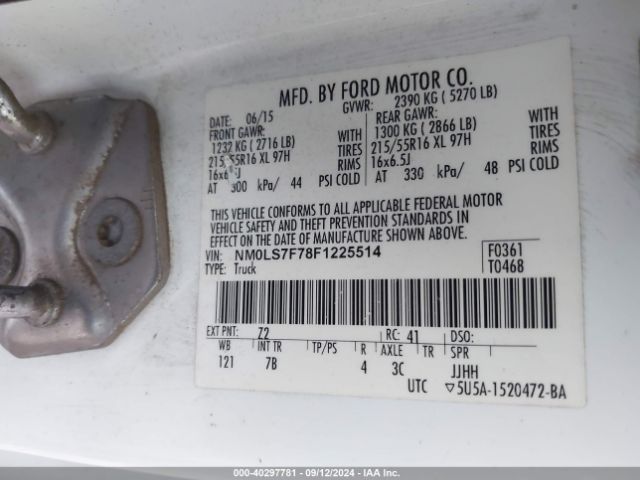 MFD. BY FORD MOTOR CO.
GVWR: 2390 KG ( 5270 LB)
DATE: 06/15
FRONT GAWR: REAR GAWR:
1232 KG ( 2716 LB) WITH 1300 KG ( 2866 LB) WITH
215/55R16 XL 97H TIRES 215/55R16 XL 97H TIRES
16x6.5J RIMS 16x6.5J RIMS
AT 300 kPa/ 44 PSI COLD AT 330 kPa/ 48 PSI COLD
THIS VEHICLE CONFORMS TO ALL APPLICABLE FEDERAL MOTOR
VEHICLE SAFETY AND THEFT PREVENTION STANDARDS IN
EFFECT ON THE DATE OF MANUFACTURE SHOWN ABOVE.
VIN: NM0LS7F78F1225514 F0361
TYPE: Truck T0468
EXT PNT: Z2 RC: 41 DSO:
WB INT TR TP/PS R AXLE TR SPR
121 7B 4 3C JJHH
UTC ▽5U5A-1520472-BA
000-40297781 - 09/12/2024 - IAAI.com